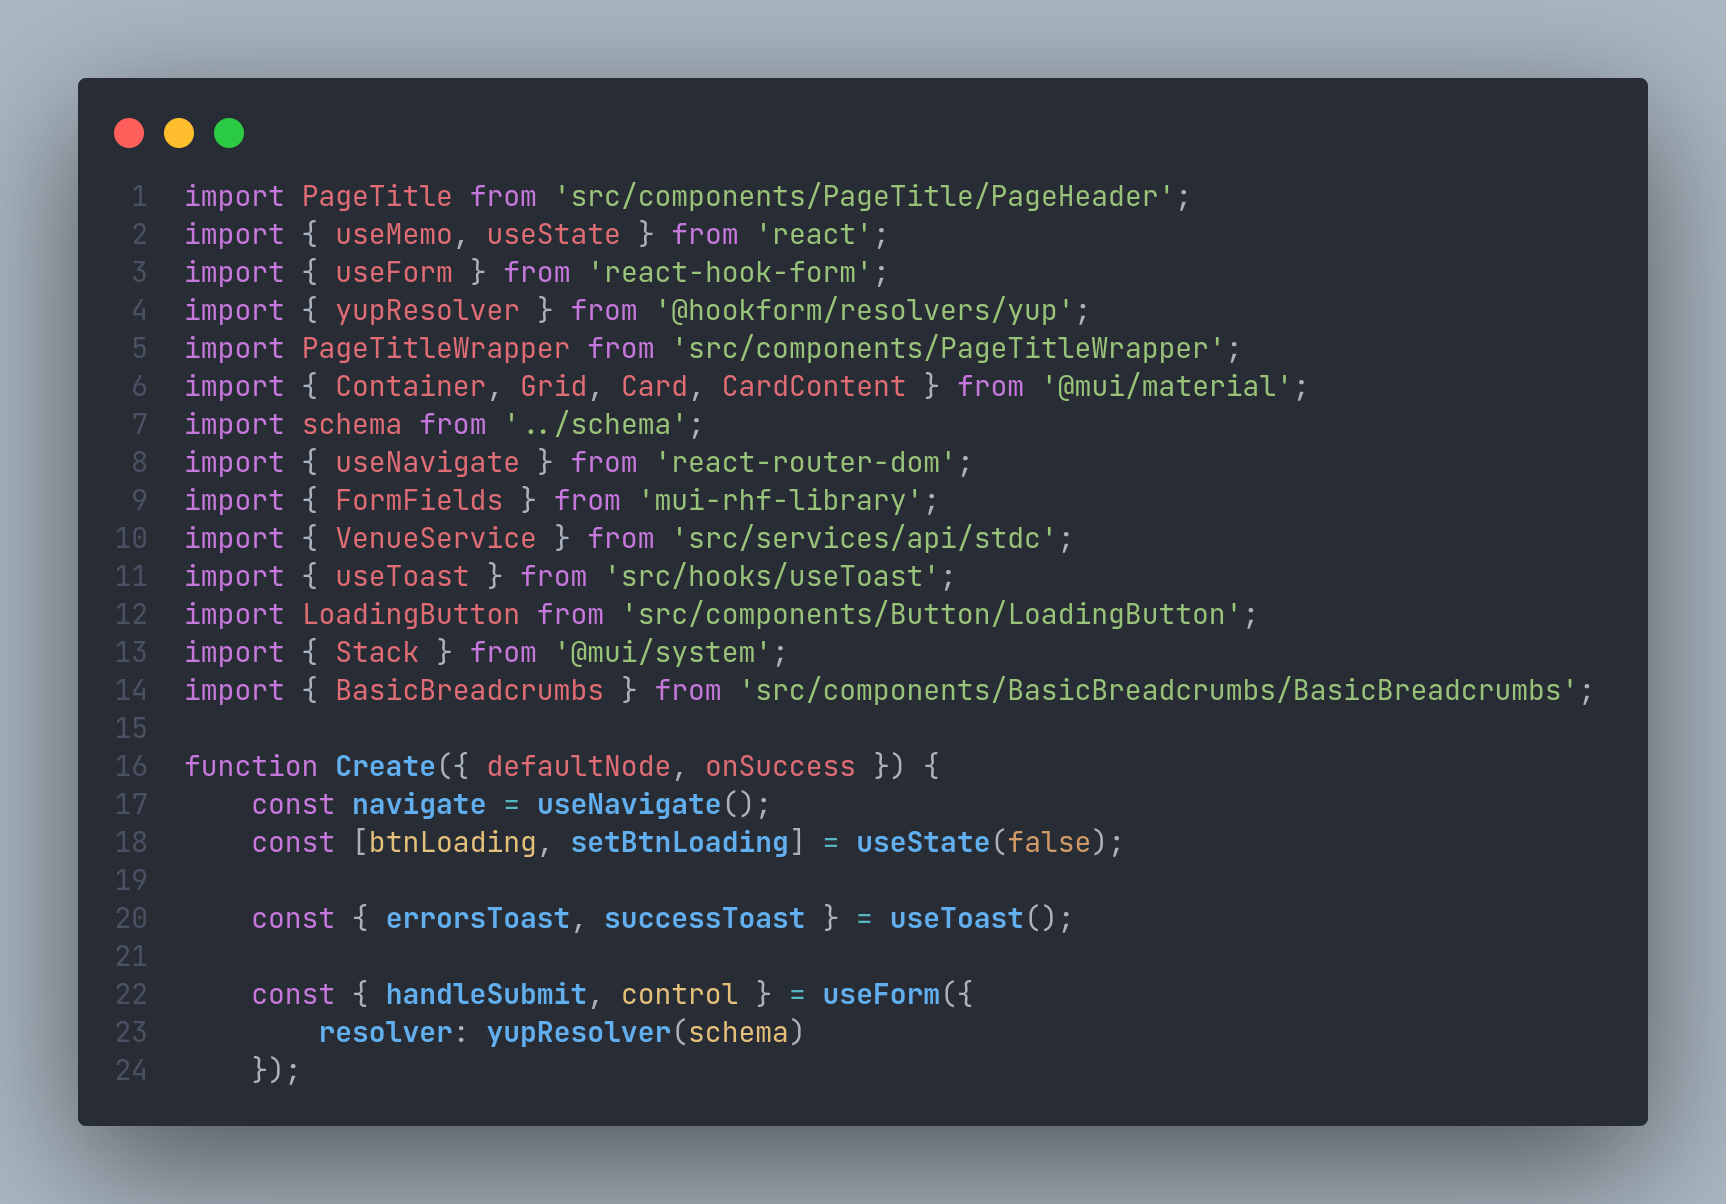 1 import PageTitle from 'src/components/PageTitle/PageHeader';
2 import { useMemo, useState } from 'react';
3 import { useForm } from 'react-hook-form';
4 import { yupResolver } from '@hookform/resolvers/yup';
5 import PageTitleWrapper from 'src/components/PageTitleWrapper';
6 import { Container, Grid, Card, CardContent } from '@mui/material';
7 import schema from '../schema';
8 import { useNavigate } from 'react-router-dom';
9 import { FormFields } from 'mui-rhf-library';
10 import { VenueService } from 'src/services/api/stdc';
11 import { useToast } from 'src/hooks/useToast';
12 import LoadingButton from 'src/components/Button/LoadingButton';
13 import { Stack } from '@mui/system';
14 import { BasicBreadcrumbs } from 'src/components/BasicBreadcrumbs/BasicBreadcrumbs';
15
16 function Create({ defaultNode, onSuccess }) {
17     const navigate = useNavigate();
18     const [btnLoading, setBtnLoading] = useState(false);
19
20     const { errorsToast, successToast } = useToast();
21
22     const { handleSubmit, control } = useForm({
23         resolver: yupResolver(schema)
24     });